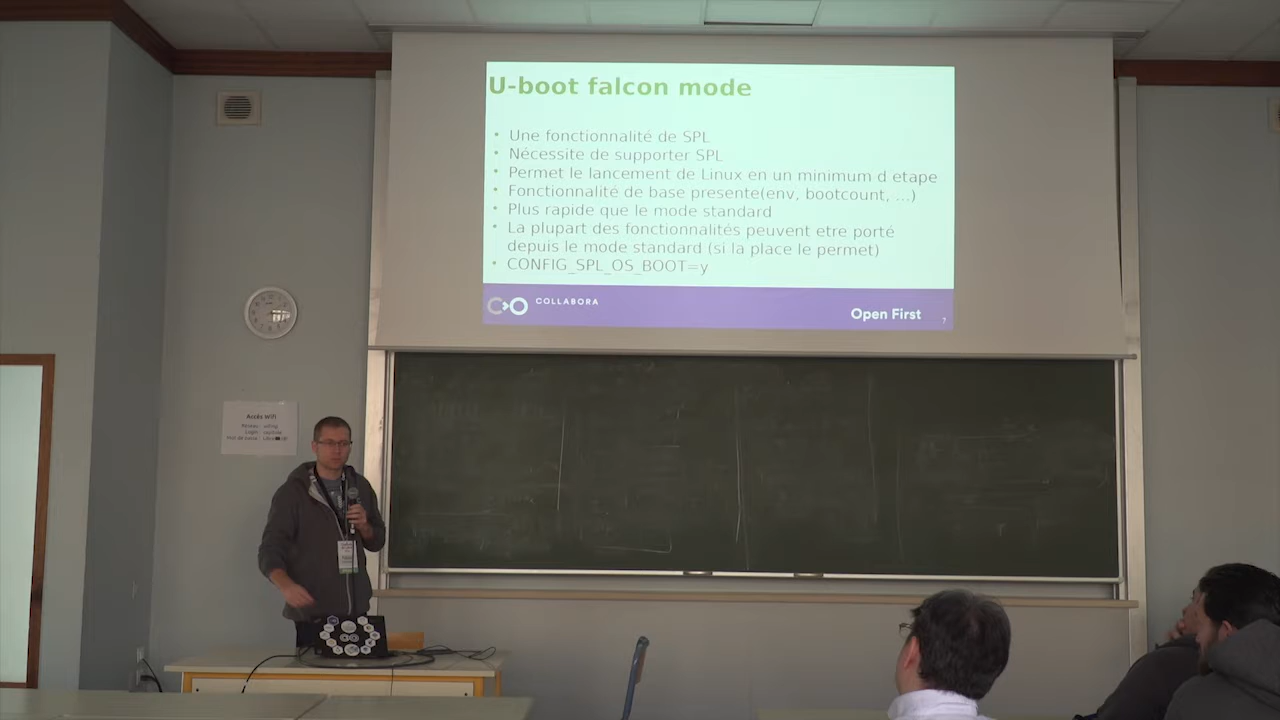 U-boot falcon mode
• Une fonctionnalité de SPL
• Nécessite de supporter SPL
• Permet le lancement de Linux en un minimum d etape
• Fonctionnalité de base presente(env, bootcount, ...)
• Plus rapide que le mode standard
• La plupart des fonctionnalités peuvent etre porté
depuis le mode standard (si la place le permet)
• CONFIG_SPL_OS_BOOT=y
COLLABORA
Open First
7
Accès Wifi